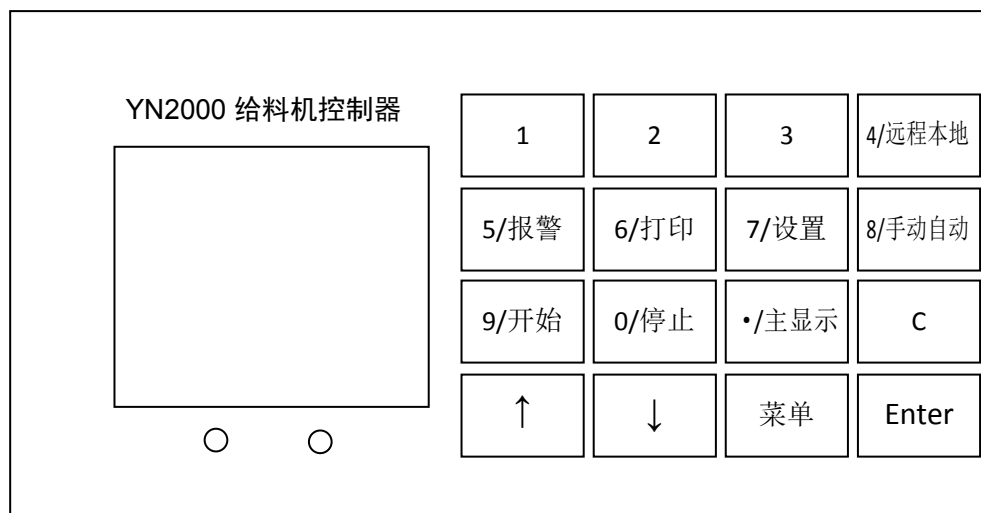 YN2000 给料机控制器
1 2 3 4/远程本地
5/报警 6/打印 7/设置 8/手动自动
9/开始 0/停止 •/主显示 C
↑ ↓ 菜单 Enter